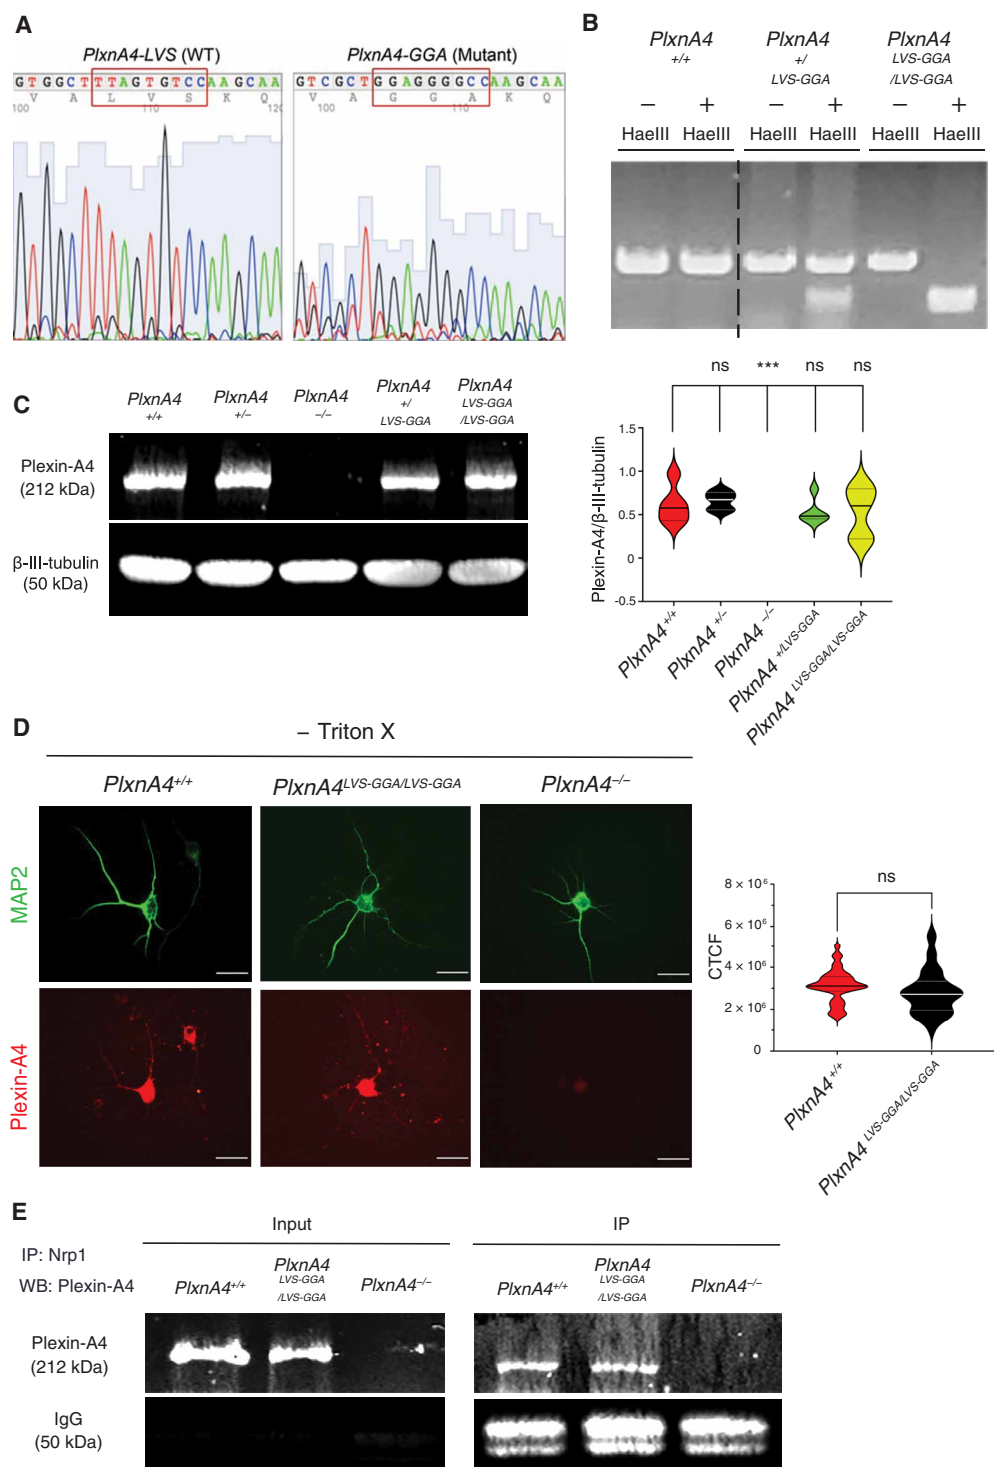 A
PlxnA4-LVS (WT)
PlxnA4-GGA (Mutant)
GTGGCTTTAGTGTCCAAGCAA
V A L V S K Q
100 110 120
GTCGCTGGAGGGGCCAAGCAA
V A G G A K Q
100 110
B
PlxnA4 +/+
PlxnA4 +/LVS-GGA
PlxnA4 LVS-GGA/LVS-GGA
– + – + – +
HaeIII HaeIII HaeIII HaeIII HaeIII HaeIII
C
PlxnA4 +/+
PlxnA4 +/–
PlxnA4 –/–
PlxnA4 +/LVS-GGA
PlxnA4 LVS-GGA/LVS-GGA
Plexin-A4
(212 kDa)
β-III-tubulin
(50 kDa)
ns *** ns ns
Plexin-A4/β-III-tubulin
1.5
1.0
0.5
0
-0.5
PlxnA4+/+
PlxnA4+/–
PlxnA4–/–
PlxnA4+/LVS-GGA
PlxnA4LVS-GGA/LVS-GGA
D
– Triton X
PlxnA4+/+
PlxnA4LVS-GGA/LVS-GGA
PlxnA4–/–
MAP2
Plexin-A4
ns
CTCF
8 × 10⁶
6 × 10⁶
4 × 10⁶
2 × 10⁶
0
PlxnA4+/+
PlxnA4LVS-GGA/LVS-GGA
E
Input
IP
IP: Nrp1
WB: Plexin-A4
PlxnA4+/+
PlxnA4 LVS-GGA/LVS-GGA
PlxnA4–/–
PlxnA4+/+
PlxnA4 LVS-GGA/LVS-GGA
PlxnA4–/–
Plexin-A4
(212 kDa)
IgG
(50 kDa)